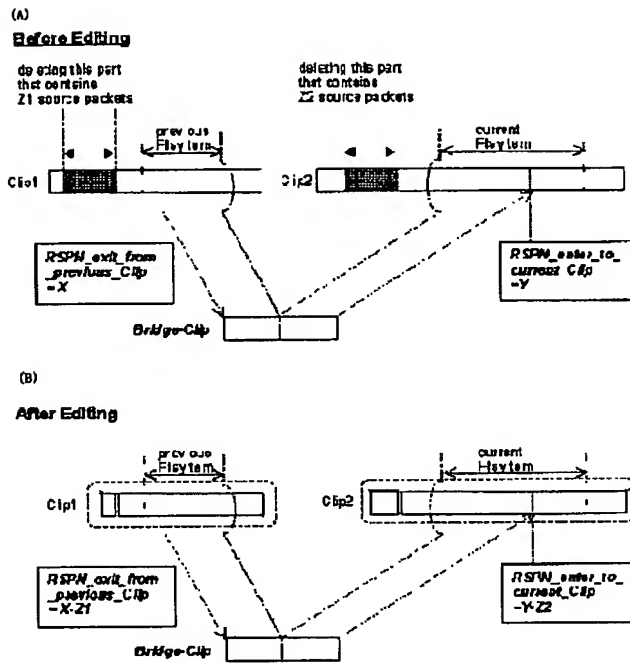 (A)
Before Editing
deleting this part
that contains
Z1 source packets
deleting this part
that contains
Z2 source packets
previous
PlayItem
current
PlayItem
Clip1
Clip2
RSPN_exit_from
_previous_Clip
=X
RSPN_enter_to_
current_Clip
=Y
Bridge-Clip
(B)
After Editing
previous
PlayItem
current
PlayItem
Clip1
Clip2
RSPN_exit_from
_previous_Clip
=X-Z1
RSPN_enter_to_
current_Clip
=Y-Z2
Bridge-Clip